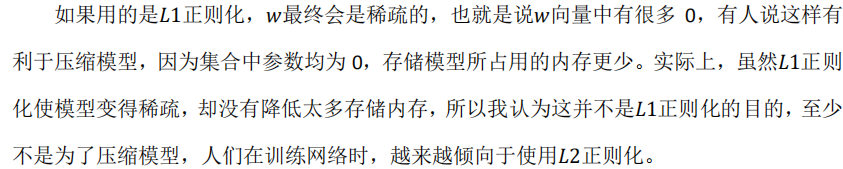 如果用的是L1正则化，w最终会是稀疏的，也就是说w向量中有很多 0，有人说这样有
利于压缩模型，因为集合中参数均为 0，存储模型所占用的内存更少。实际上，虽然L1正则
化使模型变得稀疏，却没有降低太多存储内存，所以我认为这并不是L1正则化的目的，至少
不是为了压缩模型，人们在训练网络时，越来越倾向于使用L2正则化。